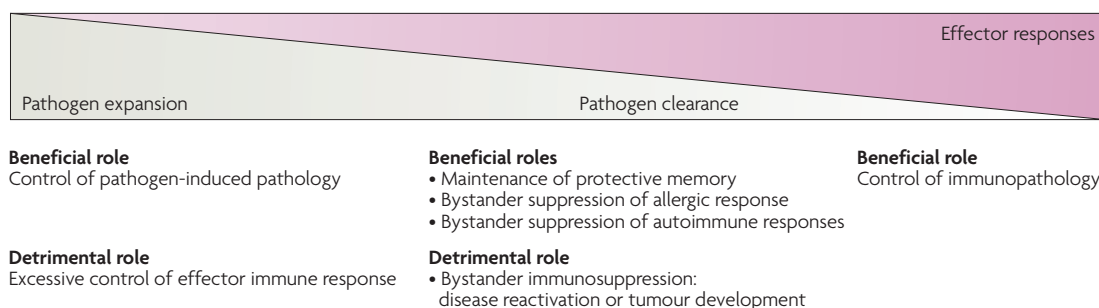 Effector responses
Pathogen expansion
Pathogen clearance
Beneficial role
Control of pathogen-induced pathology
Detrimental role
Excessive control of effector immune response
Beneficial roles
• Maintenance of protective memory
• Bystander suppression of allergic response
• Bystander suppression of autoimmune responses
Detrimental role
• Bystander immunosuppression:
disease reactivation or tumour development
Beneficial role
Control of immunopathology